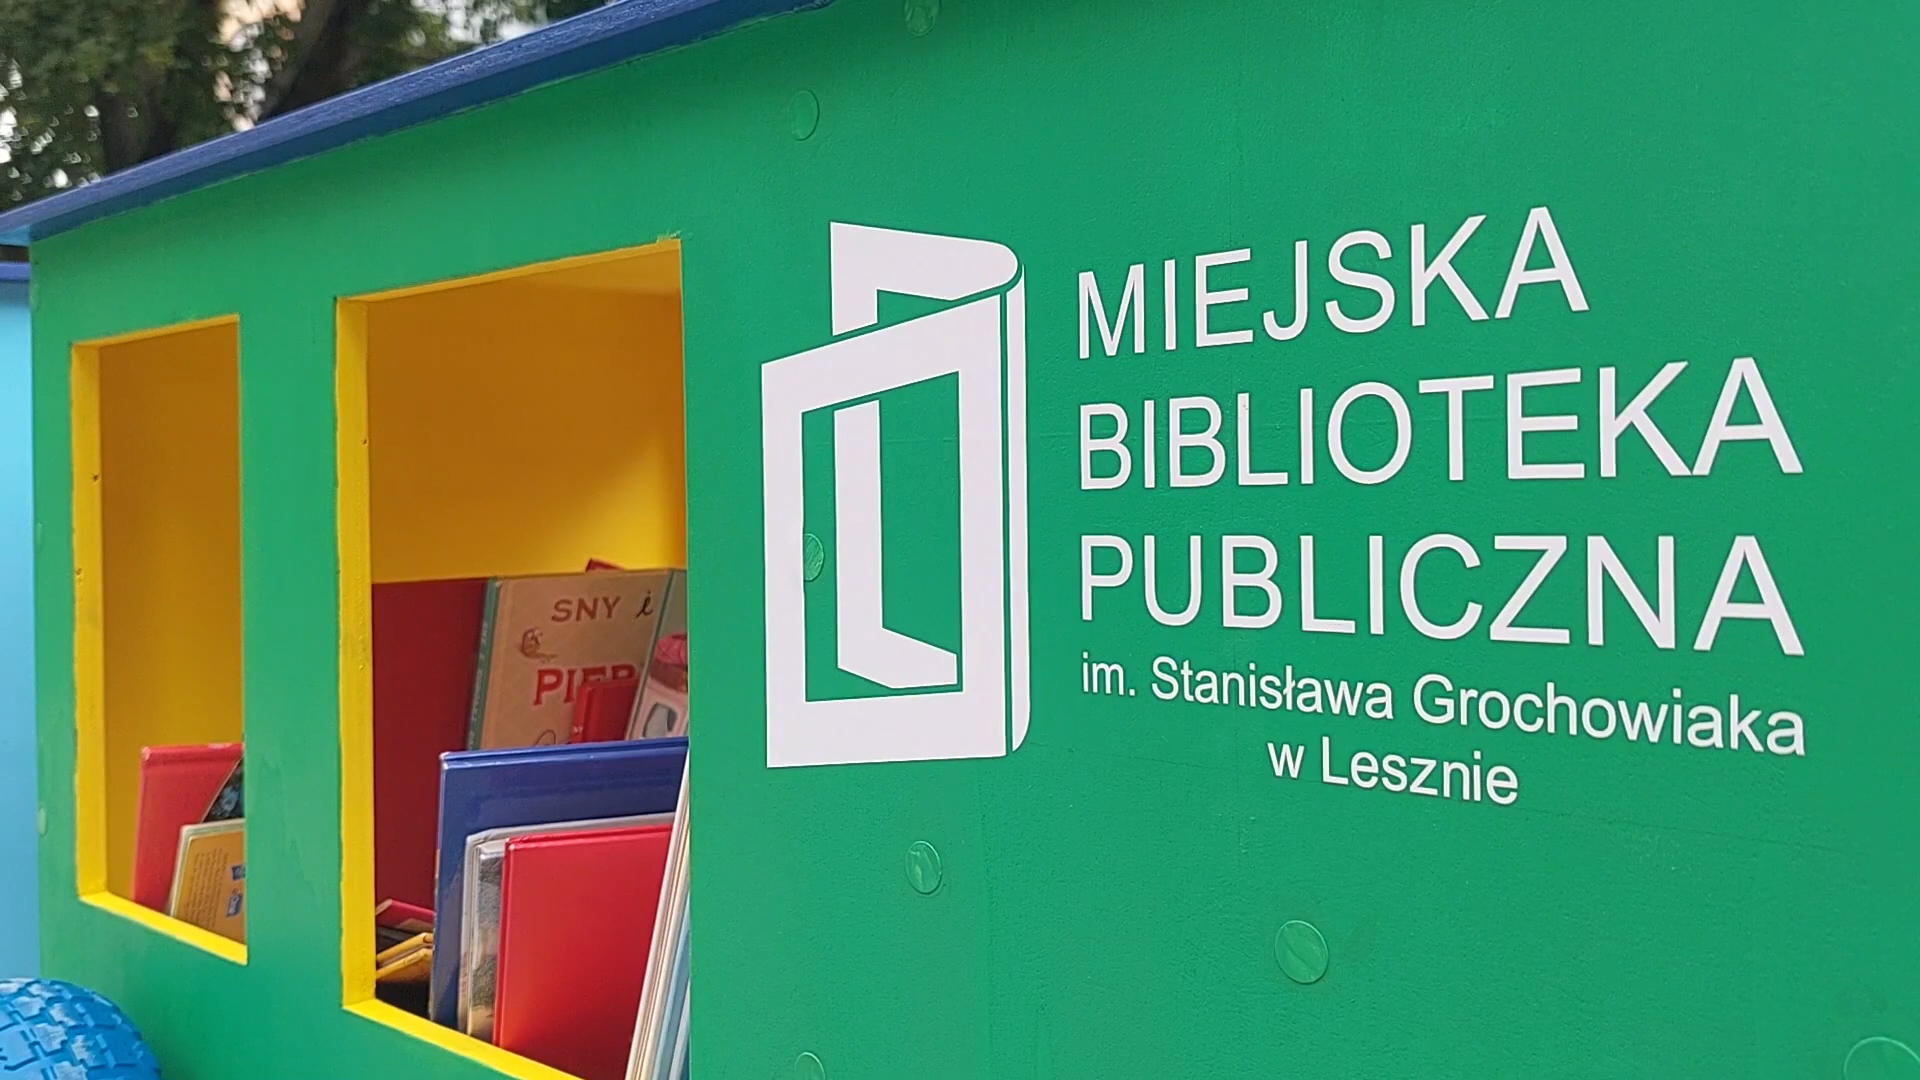 MIEJSKA
BIBLIOTEKA
PUBLICZNA
im. Stanisława Grochowiaka
w Lesznie
SNY i